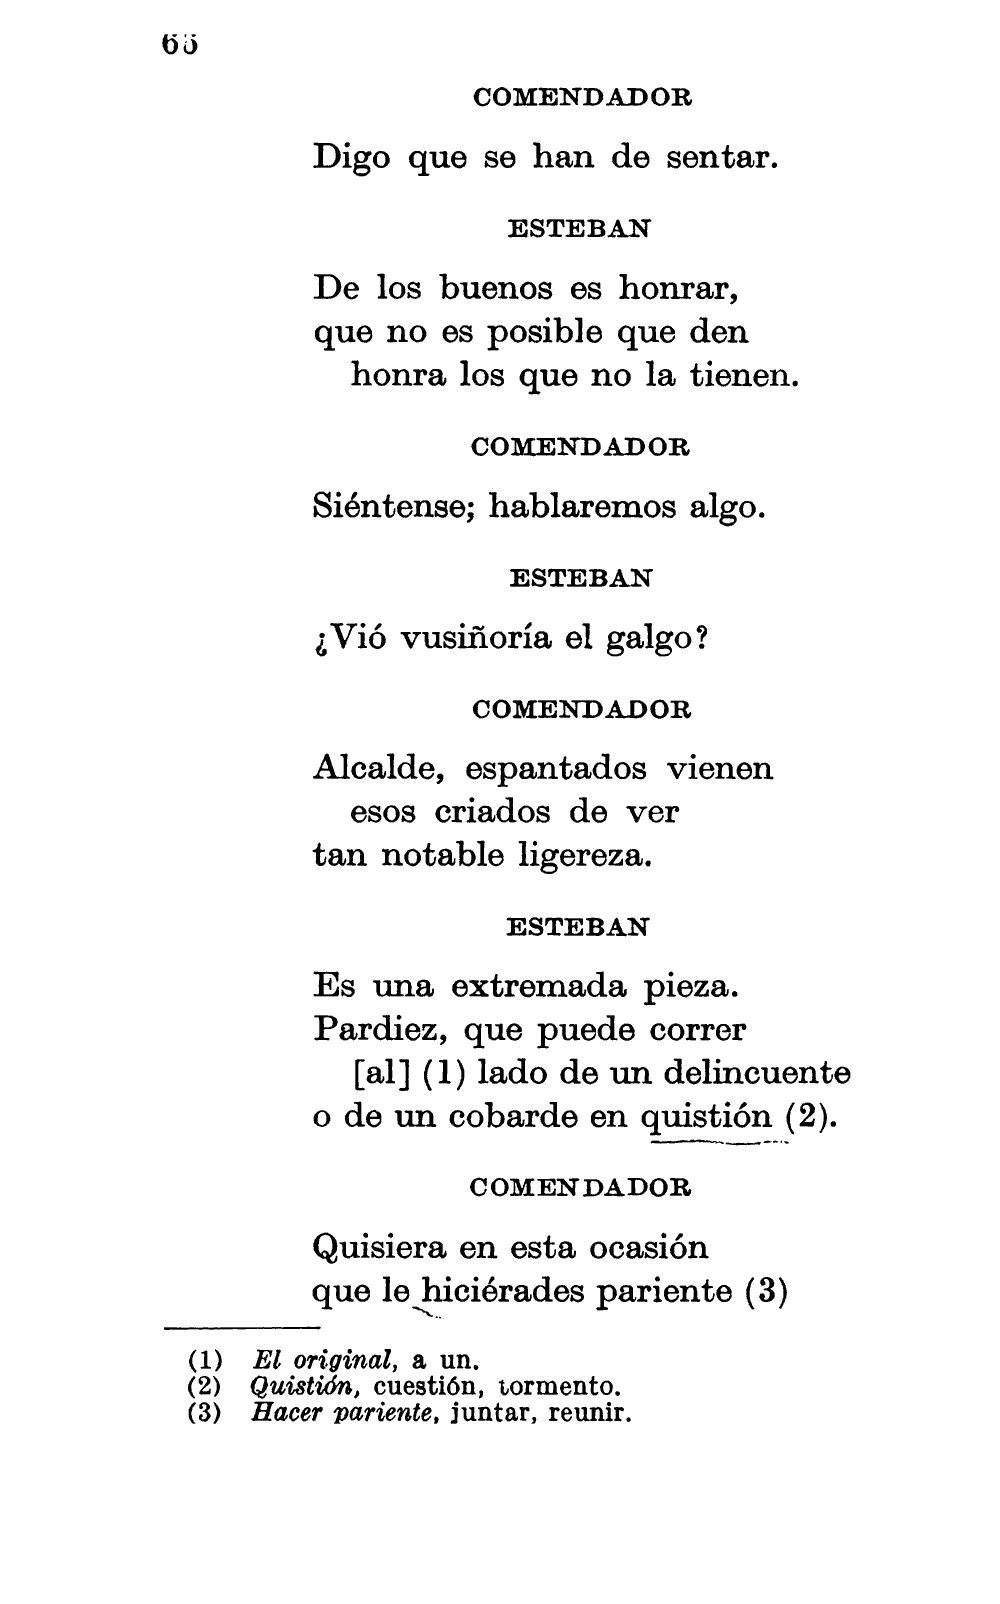 COMENDADOR
Digo que se han de sentar.
ESTEBAN
De los buenos es honrar,
que no es posible que den
honra los que no la tienen.
COMENDADOR
Siéntense; hablaremos algo.
ESTEBAN
¿Vió vusiñoría el galgo?
COMENDADOR
Alcalde, espantados vienen
esos criados de ver
tan notable ligereza.
ESTEBAN
Es una extremada pieza.
Pardiez, que puede correr
[al] (1) lado de un delincuente
o de un cobarde en quistión (2).
COMENDADOR
Quisiera en esta ocasión
que le hiciérades pariente (3)
(1) El original, a un.
(2) Quistión, cuestión, tormento.
(3) Hacer pariente, juntar, reunir.